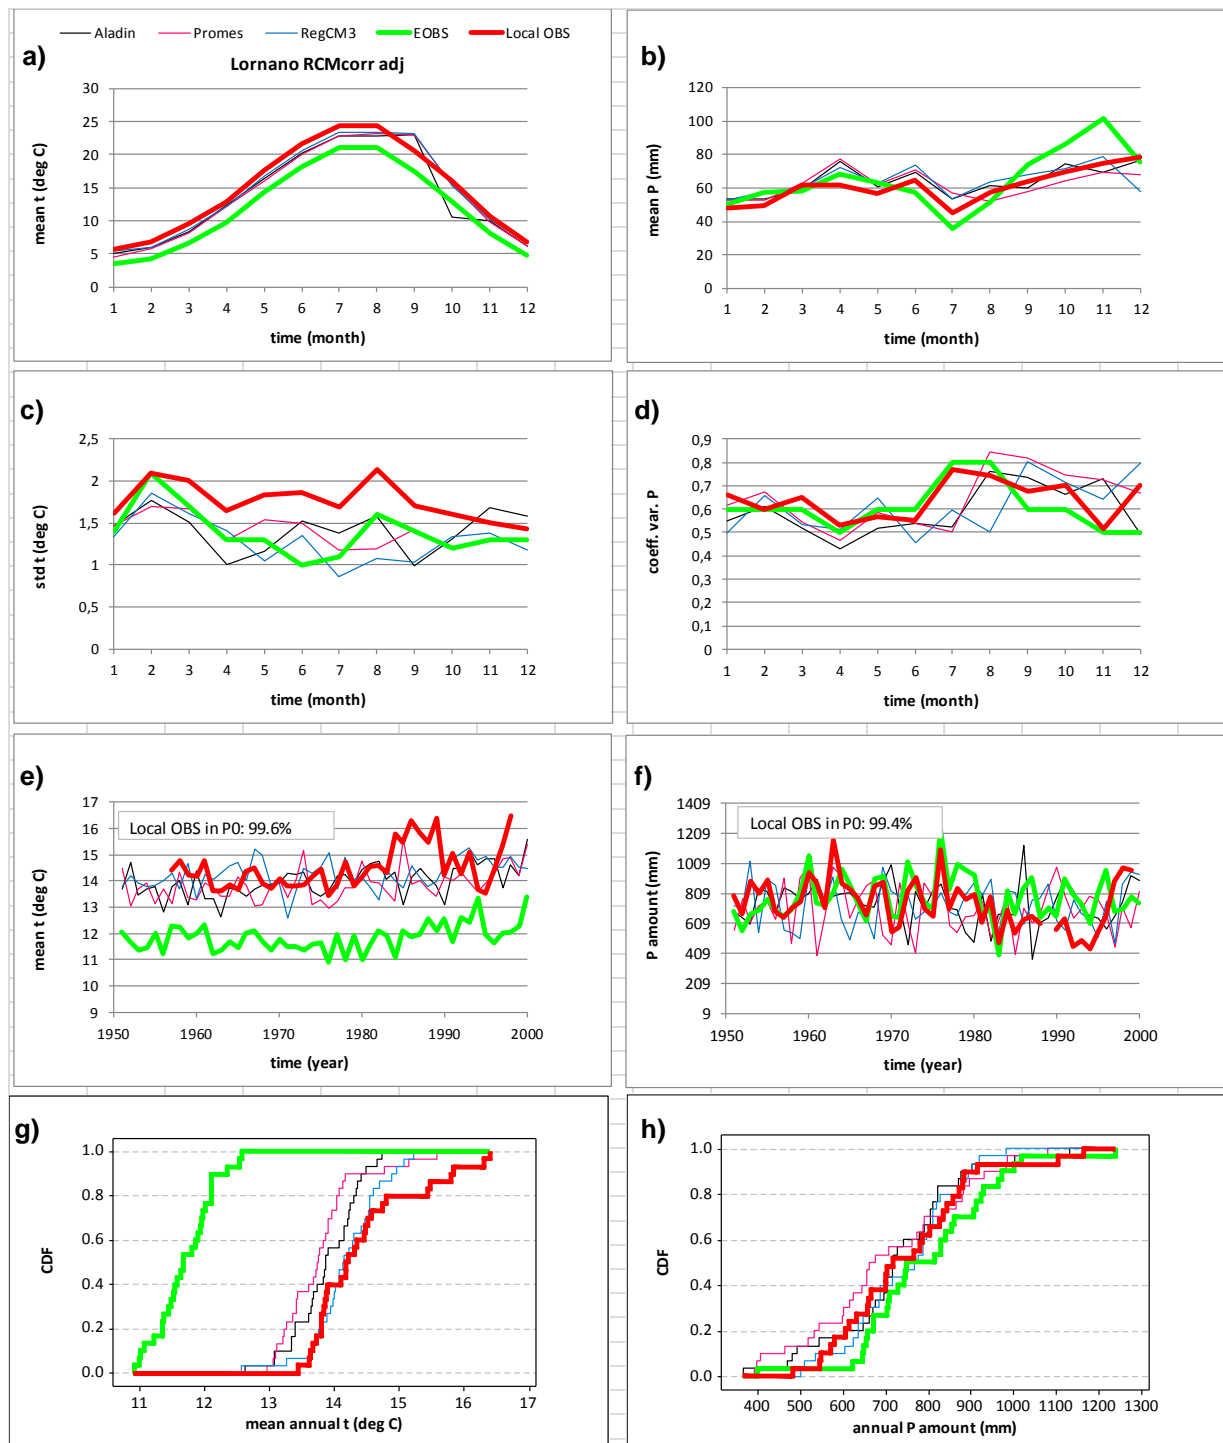 Aladin Promes RegCM3 EOBS Local OBS
a)
Lornano RCMcorr adj
30
25
20
15
10
5
0
mean t (deg C)
1 2 3 4 5 6 7 8 9 10 11 12
time (month)
b)
120
100
80
60
40
20
0
mean P (mm)
1 2 3 4 5 6 7 8 9 10 11 12
time (month)
c)
2,5
2
1,5
1
0,5
0
std t (deg C)
1 2 3 4 5 6 7 8 9 10 11 12
time (month)
d)
0,9
0,8
0,7
0,6
0,5
0,4
0,3
0,2
0,1
0
coeff. var. P
1 2 3 4 5 6 7 8 9 10 11 12
time (month)
e)
17
16
15
14
13
12
11
10
9
mean t (deg C)
Local OBS in P0: 99.6%
1950 1960 1970 1980 1990 2000
time (year)
f)
1409
1209
1009
809
609
409
209
9
P amount (mm)
Local OBS in P0: 99.4%
1950 1960 1970 1980 1990 2000
time (year)
g)
1.0
0.8
0.6
0.4
0.2
0.0
CDF
11 12 13 14 15 16 17
mean annual t (deg C)
h)
1.0
0.8
0.6
0.4
0.2
0.0
CDF
400 500 600 700 800 900 1000 1100 1200 1300
annual P amount (mm)